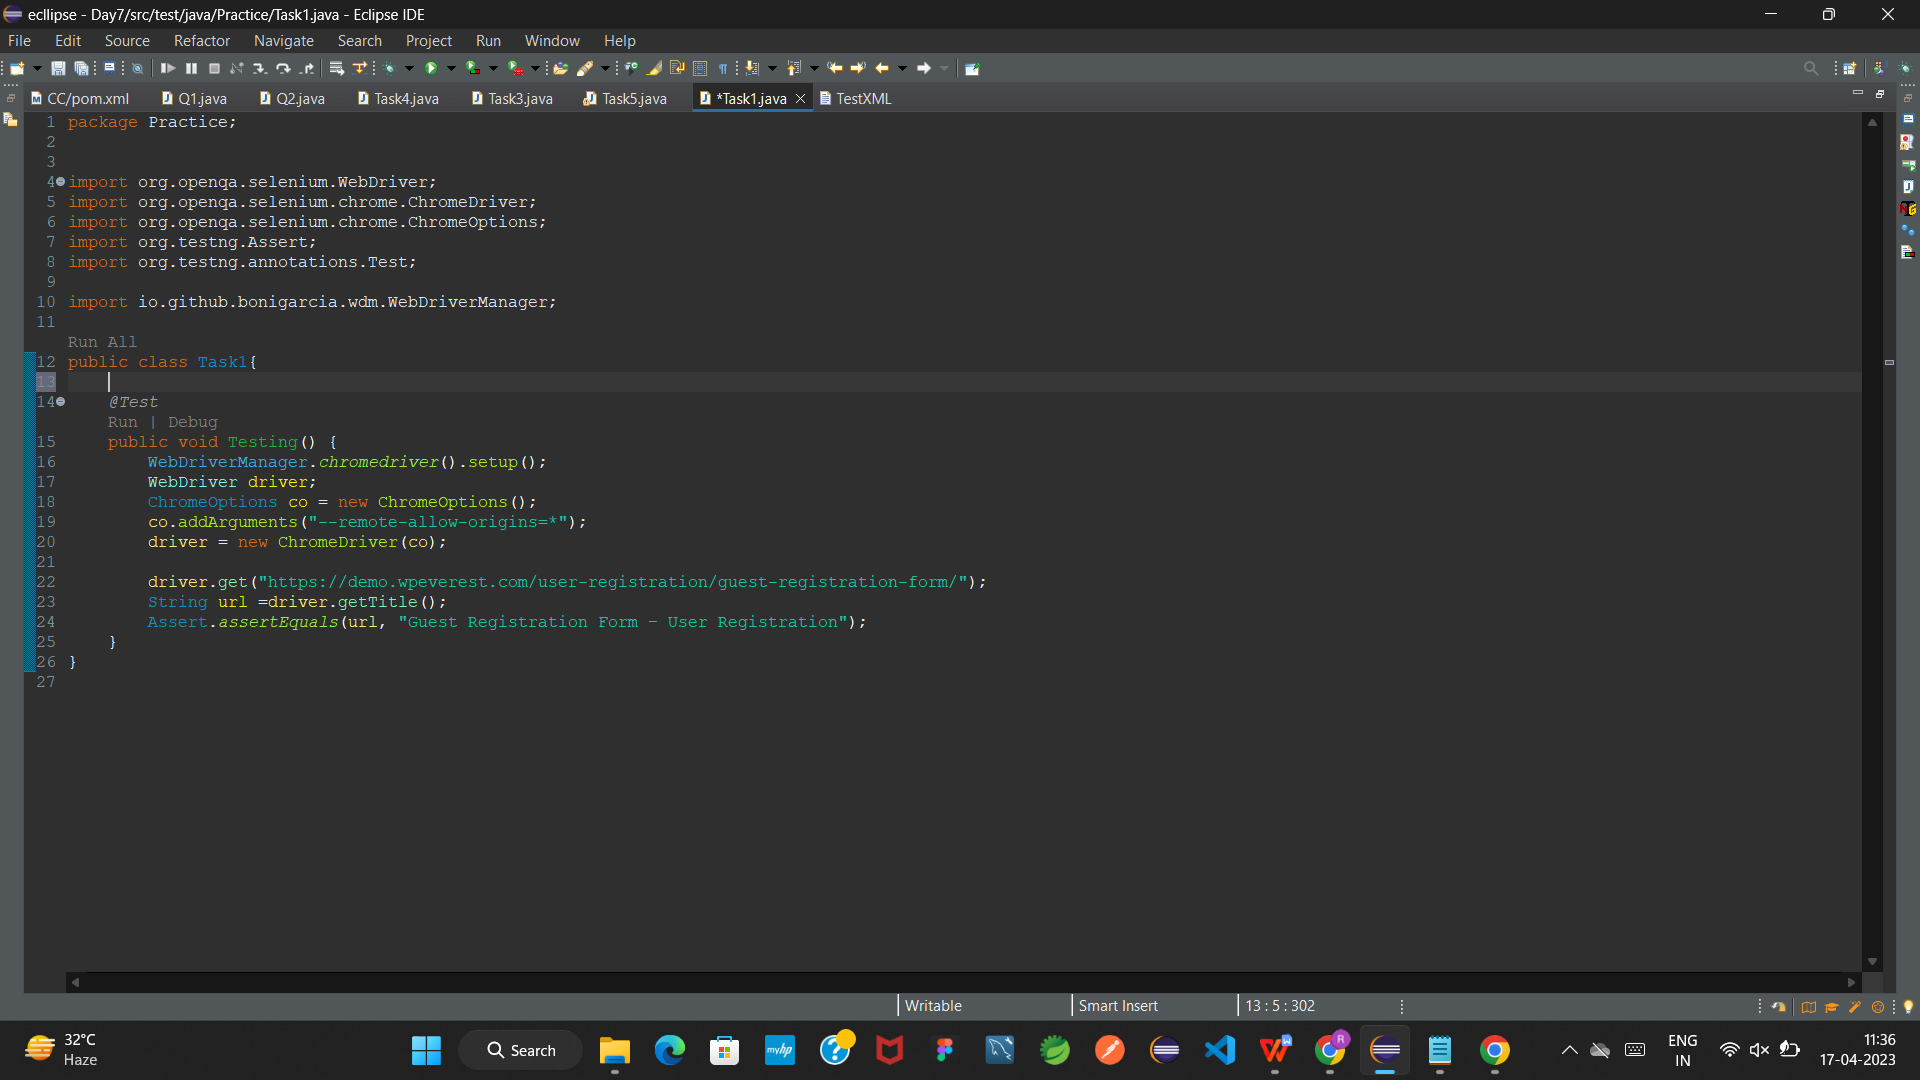 ecllipse - Day7/src/test/java/Practice/Task1.java - Eclipse IDE
File Edit Source Refactor Navigate Search Project Run Window Help
CC/pom.xml Q1.java Q2.java Task4.java Task3.java Task5.java *Task1.java TestXML
1 package Practice;
2
3
4 import org.openqa.selenium.WebDriver;
5 import org.openqa.selenium.chrome.ChromeDriver;
6 import org.openqa.selenium.chrome.ChromeOptions;
7 import org.testng.Assert;
8 import org.testng.annotations.Test;
9
10 import io.github.bonigarcia.wdm.WebDriverManager;
11
Run All
12 public class Task1{
13
14 @Test
Run | Debug
15 public void Testing() {
16 WebDriverManager.chromedriver().setup();
17 WebDriver driver;
18 ChromeOptions co = new ChromeOptions();
19 co.addArguments("--remote-allow-origins=*");
20 driver = new ChromeDriver(co);
21
22 driver.get("https://demo.wpeverest.com/user-registration/guest-registration-form/");
23 String url =driver.getTitle();
24 Assert.assertEquals(url, "Guest Registration Form – User Registration");
25 }
26 }
27
Writable Smart Insert 13 : 5 : 302
32°C
Haze
Search
myhp
R
ENG
IN
11:36
17-04-2023